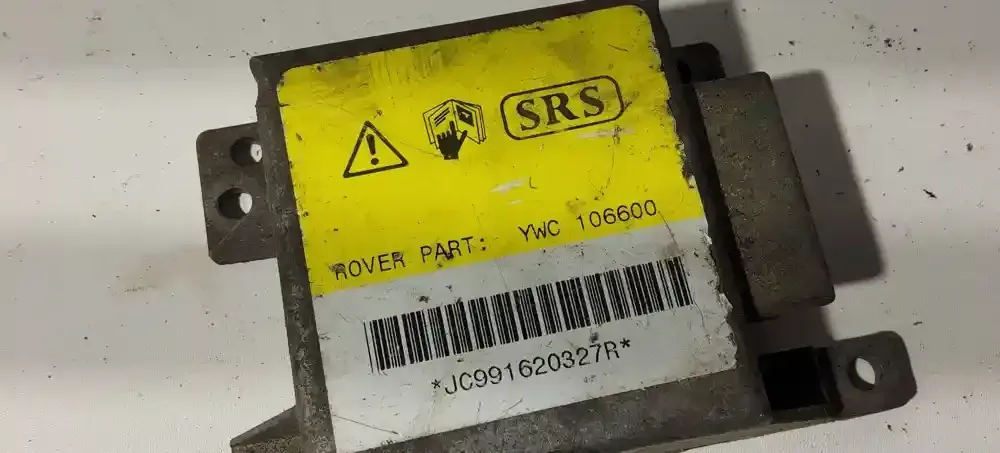 SRS
ROVER PART: YWC 106600
*JC991620327R*